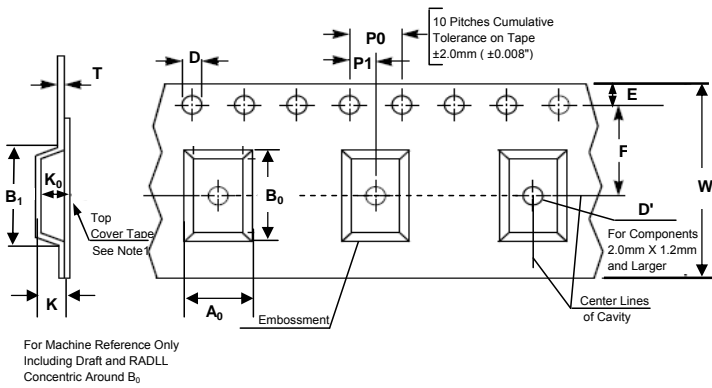 10 Pitches Cumulative
Tolerance on Tape
±2.0mm ( ±0.008")
P0
P1
D
T
E
F
W
B1
K0
B0
Top
Cover Tape
See Note1
D'
For Components
2.0mm X 1.2mm
and Larger
K
A0
Embossment
Center Lines
of Cavity
For Machine Reference Only
Including Draft and RADLL
Concentric Around B0